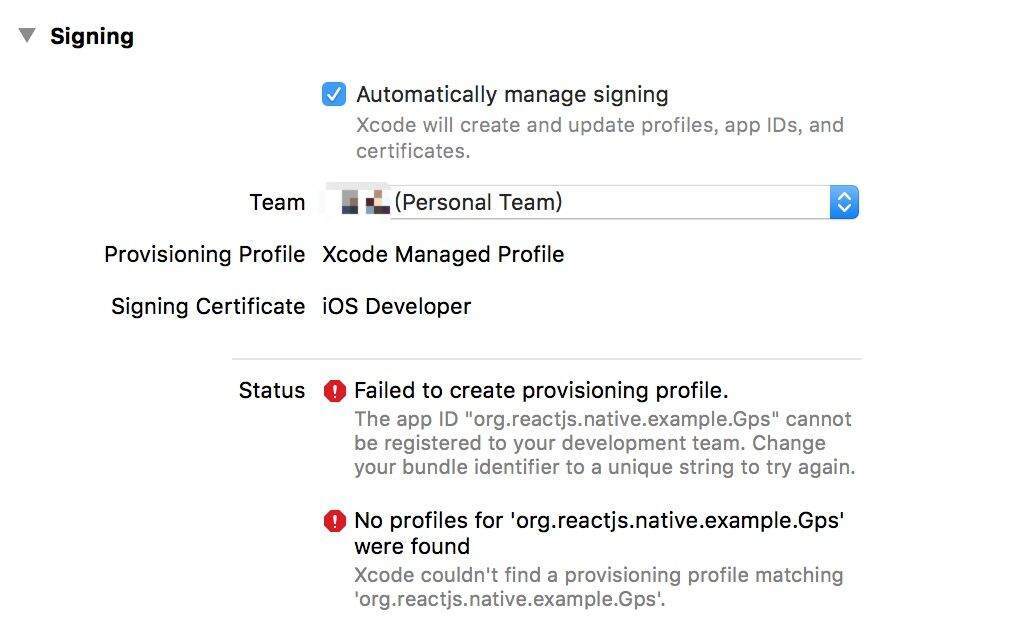 Signing
Automatically manage signing
Xcode will create and update profiles, app IDs, and
certificates.
Team (Personal Team)
Provisioning Profile Xcode Managed Profile
Signing Certificate iOS Developer
Status Failed to create provisioning profile.
The app ID "org.reactjs.native.example.Gps" cannot
be registered to your development team. Change
your bundle identifier to a unique string to try again.
No profiles for 'org.reactjs.native.example.Gps'
were found
Xcode couldn't find a provisioning profile matching
'org.reactjs.native.example.Gps'.